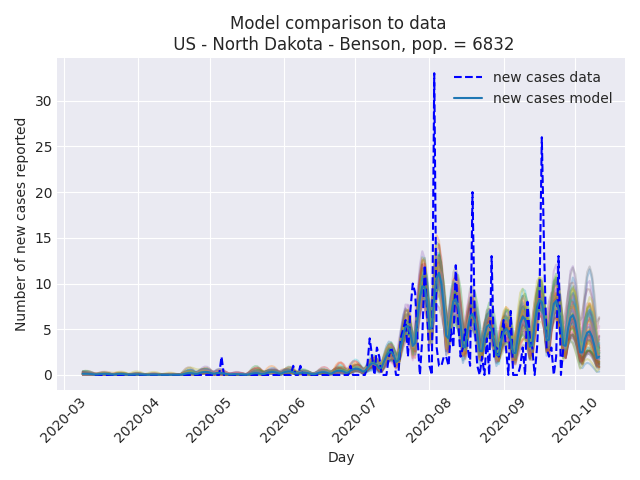 Model comparison to data
US - North Dakota - Benson, pop. = 6832
new cases data
new cases model
Number of new cases reported
30
25
20
15
10
5
0
2020-03
2020-04
2020-05
2020-06
2020-07
2020-08
2020-09
2020-10
Day